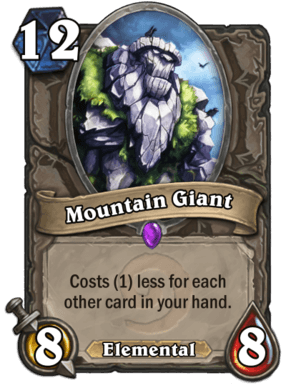 12
Mountain Giant
Costs (1) less for each
other card in your hand.
8
Elemental
8